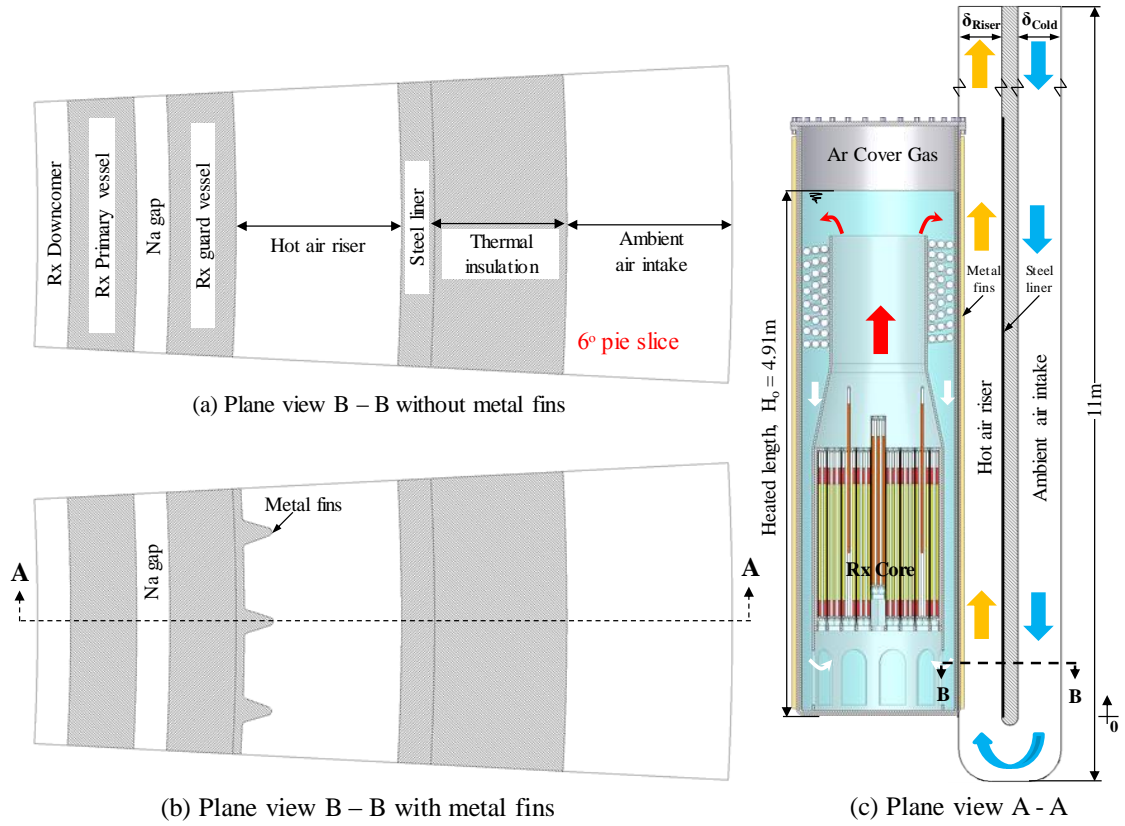 Rx Downcomer
Rx Primary vessel
Na gap
Rx guard vessel
Hot air riser
Steel liner
Thermal
insulation
Ambient
air intake
6º pie slice
(a) Plane view B – B without metal fins
Metal fins
Na gap
A
A
(b) Plane view B – B with metal fins
δRiser
δCold
Ar Cover Gas
Heated length, Ho = 4.91m
Metal
fins
Steel
liner
Hot air riser
Ambient air intake
11m
Rx Core
B
B
0
(c) Plane view A - A